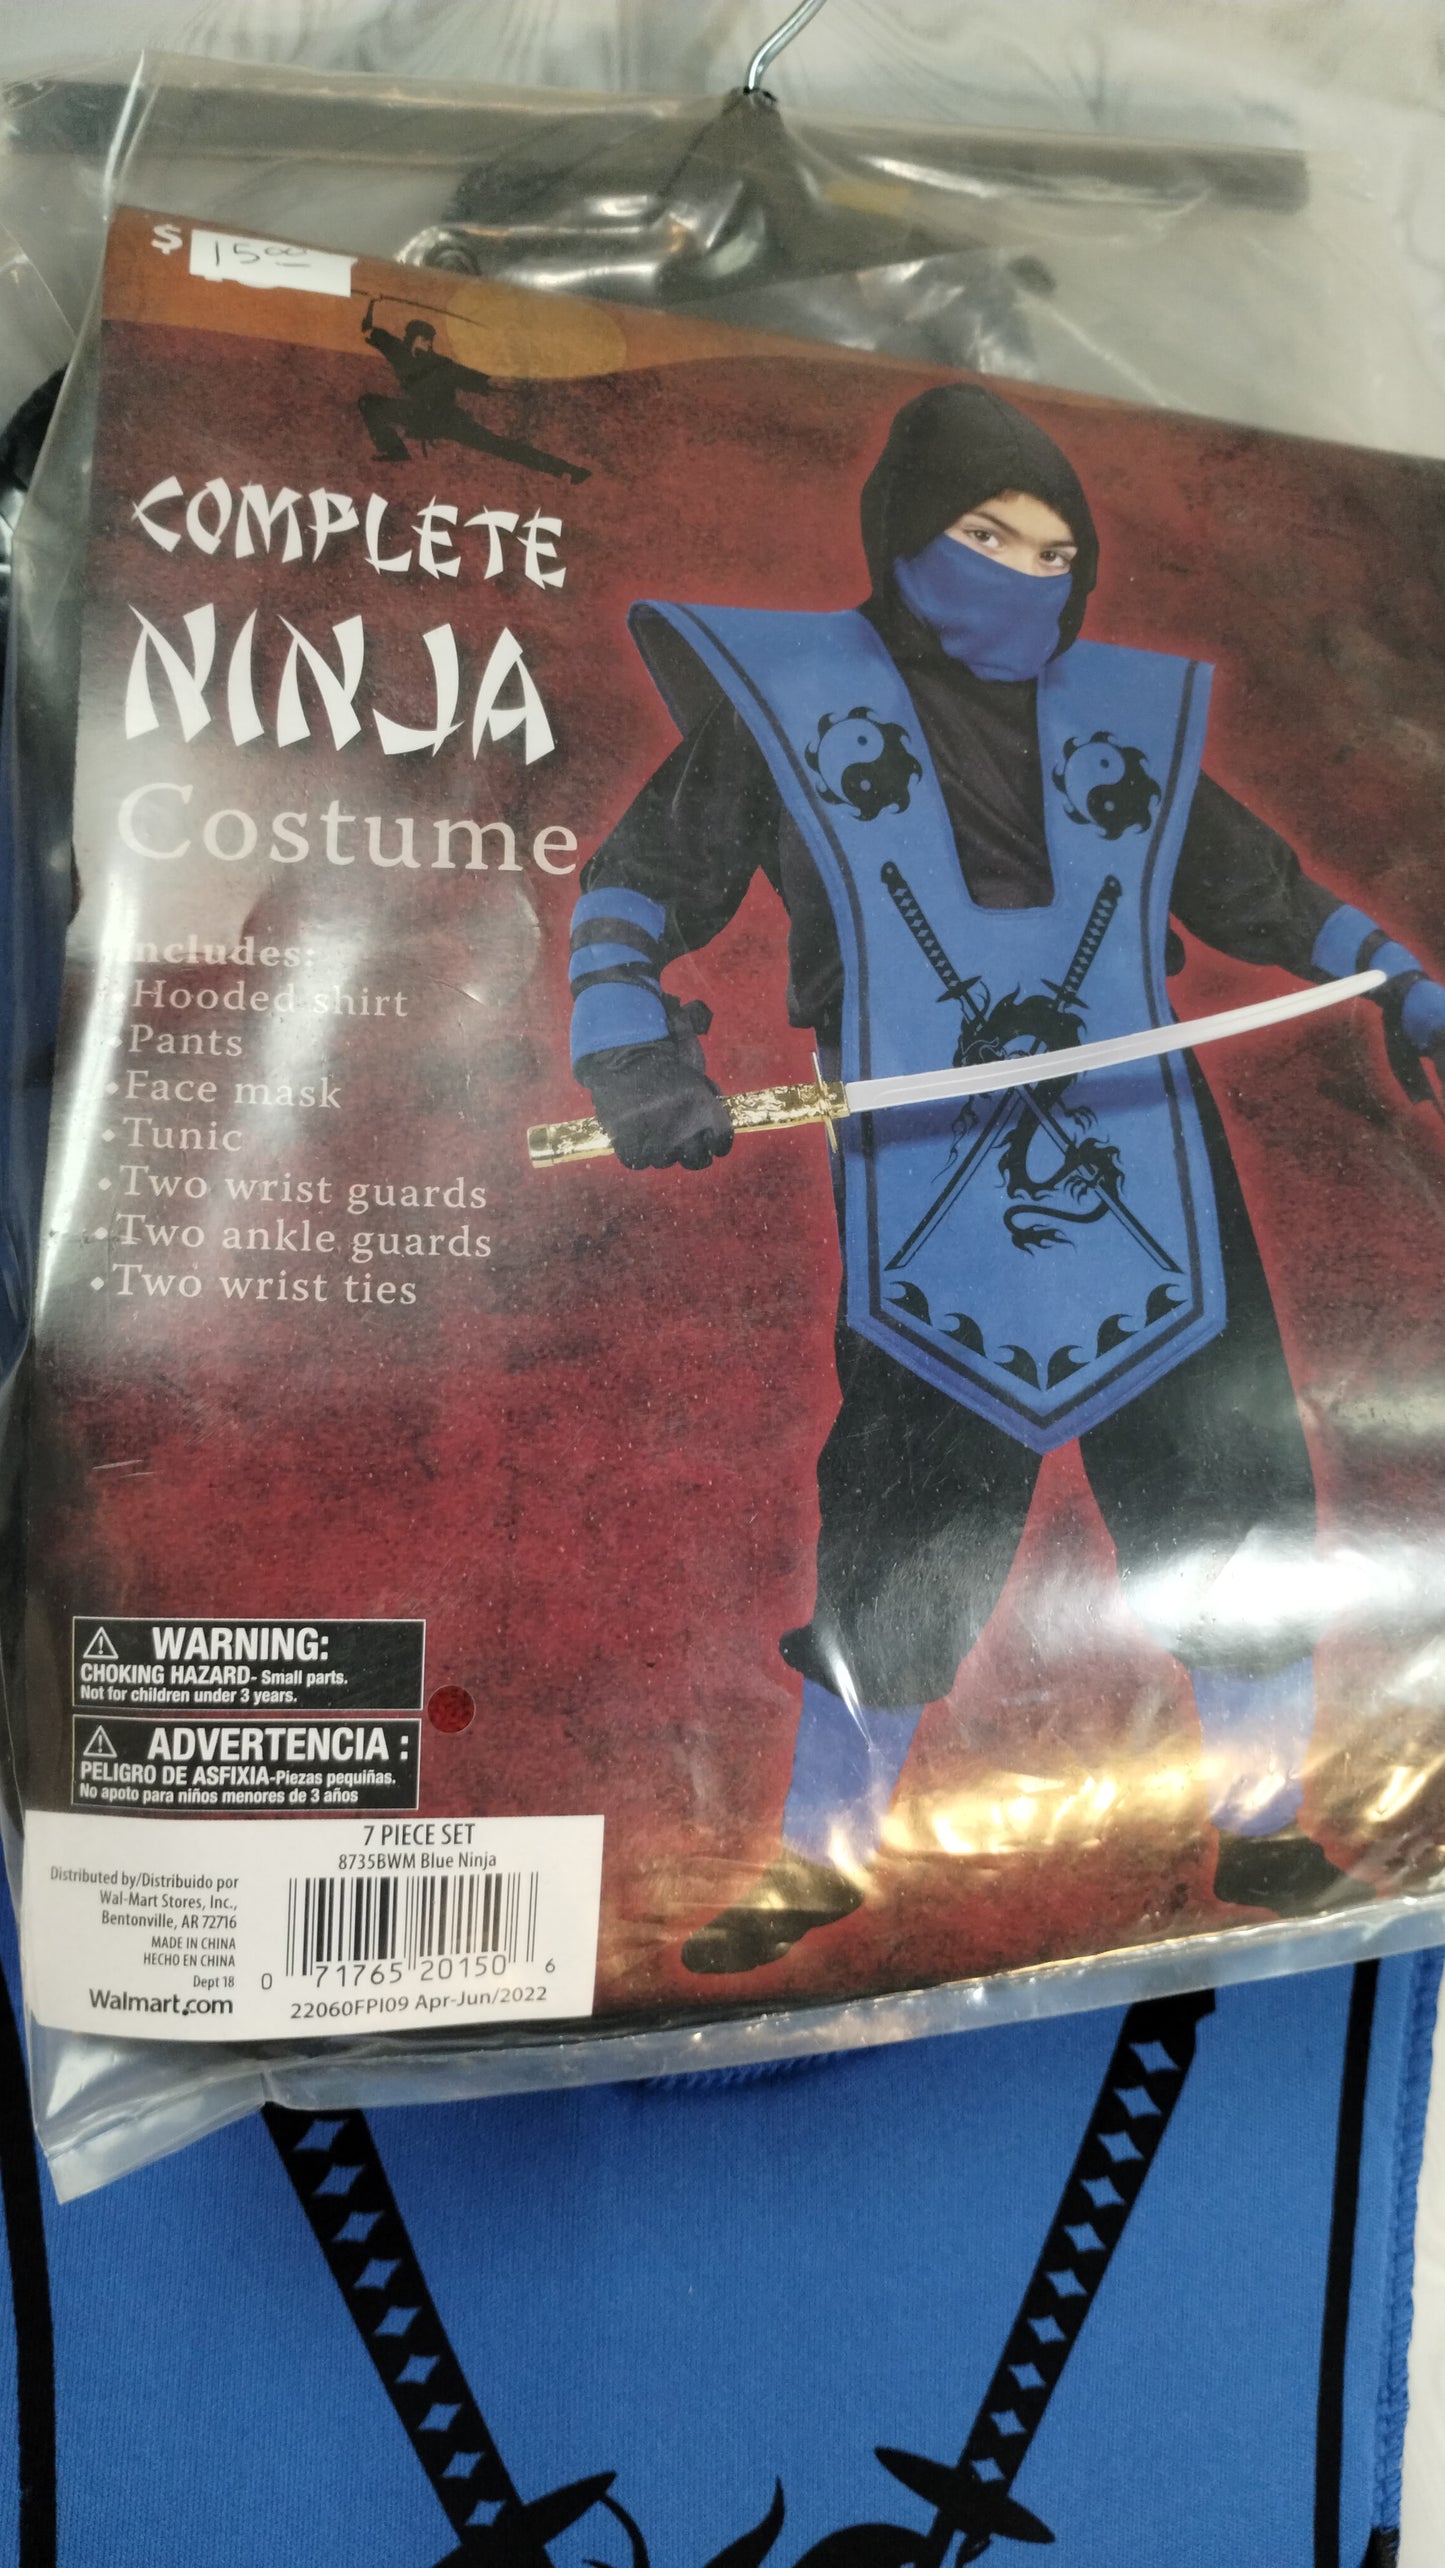 $ 15.00
COMPLETE
NINJA
Costume
Includes:
•Hooded shirt
•Pants
•Face mask
•Tunic
•Two wrist guards
•Two ankle guards
•Two wrist ties
WARNING:
CHOKING HAZARD- Small parts.
Not for children under 3 years.
ADVERTENCIA :
PELIGRO DE ASFIXIA-Piezas pequiñas.
No apoto para niños menores de 3 años
7 PIECE SET
8735BWM Blue Ninja
Distributed by/Distribuido por
Wal-Mart Stores, Inc.,
Bentonville, AR 72716
MADE IN CHINA
HECHO EN CHINA
Dept 18
Walmart.com
0 71765 20150 6
22060FPI09 Apr-Jun/2022